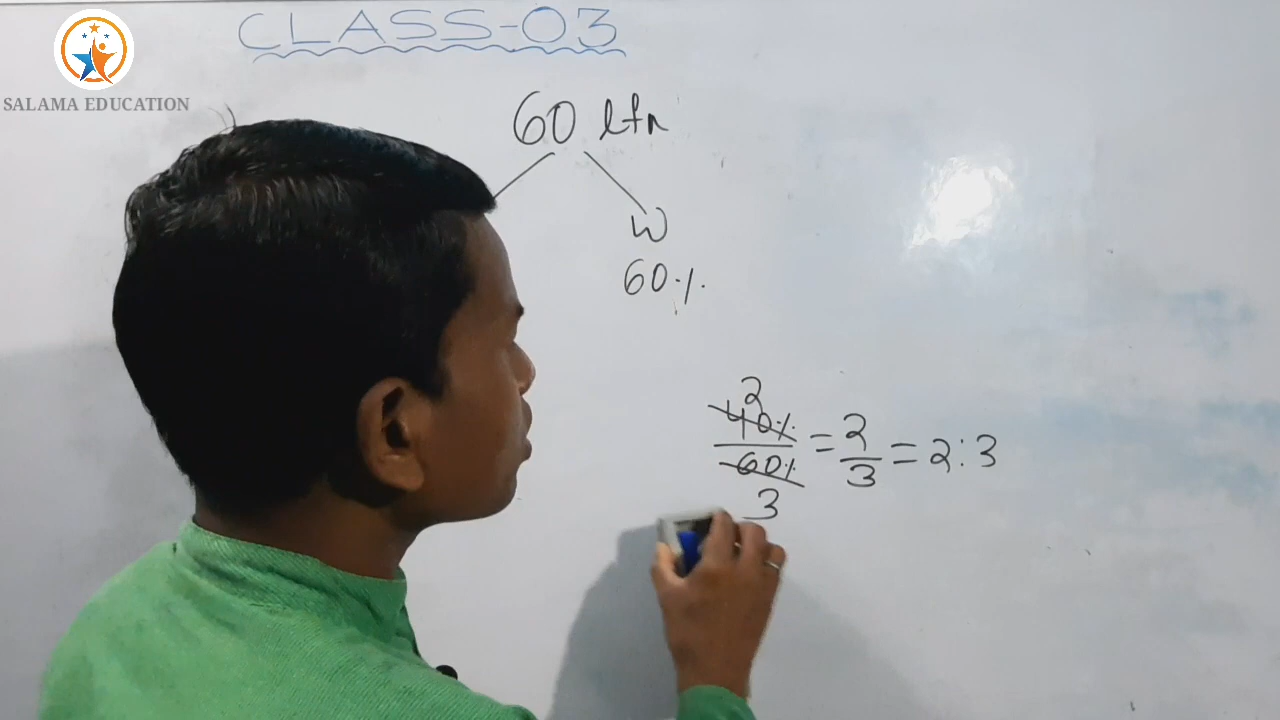 CLASS-03
SALAMA EDUCATION
60 ltr
W
60%
2
40%
60%
3
= 2/3 = 2:3